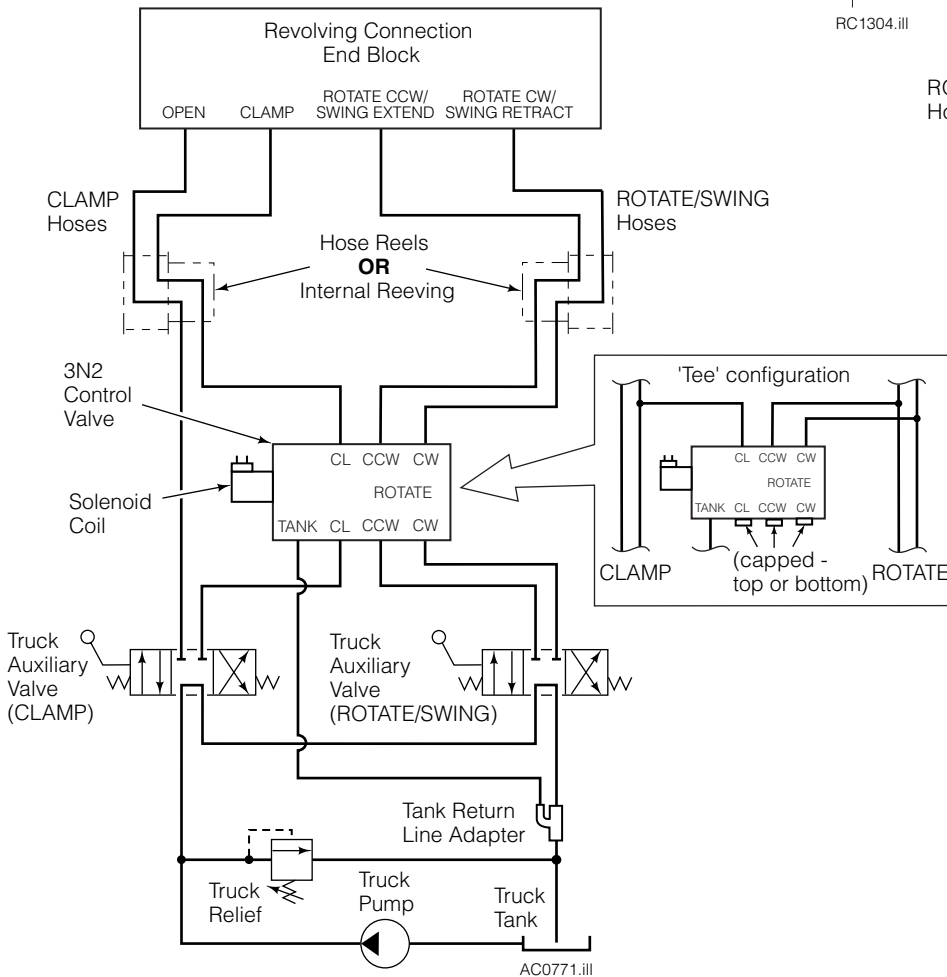 RC1304.ill
Revolving Connection
End Block
OPEN
CLAMP
ROTATE CCW/
SWING EXTEND
ROTATE CW/
SWING RETRACT
CLAMP
Hoses
ROTATE/SWING
Hoses
Hose Reels
OR
Internal Reeving
3N2
Control
Valve
Solenoid
Coil
CL CCW CW
ROTATE
TANK CL CCW CW
'Tee' configuration
CL CCW CW
ROTATE
TANK CL CCW CW
(capped -
top or bottom)
CLAMP
ROTATE
Truck
Auxiliary
Valve
(CLAMP)
Truck
Auxiliary
Valve
(ROTATE/SWING)
Tank Return
Line Adapter
Truck
Relief
Truck
Pump
Truck
Tank
AC0771.ill